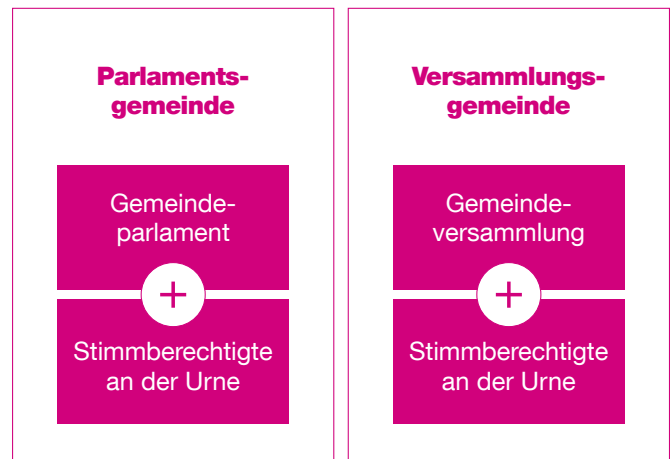 Parlaments-
gemeinde
Gemeinde-
parlament
+
Stimmberechtigte
an der Urne
Versammlungs-
gemeinde
Gemeinde-
versammlung
+
Stimmberechtigte
an der Urne